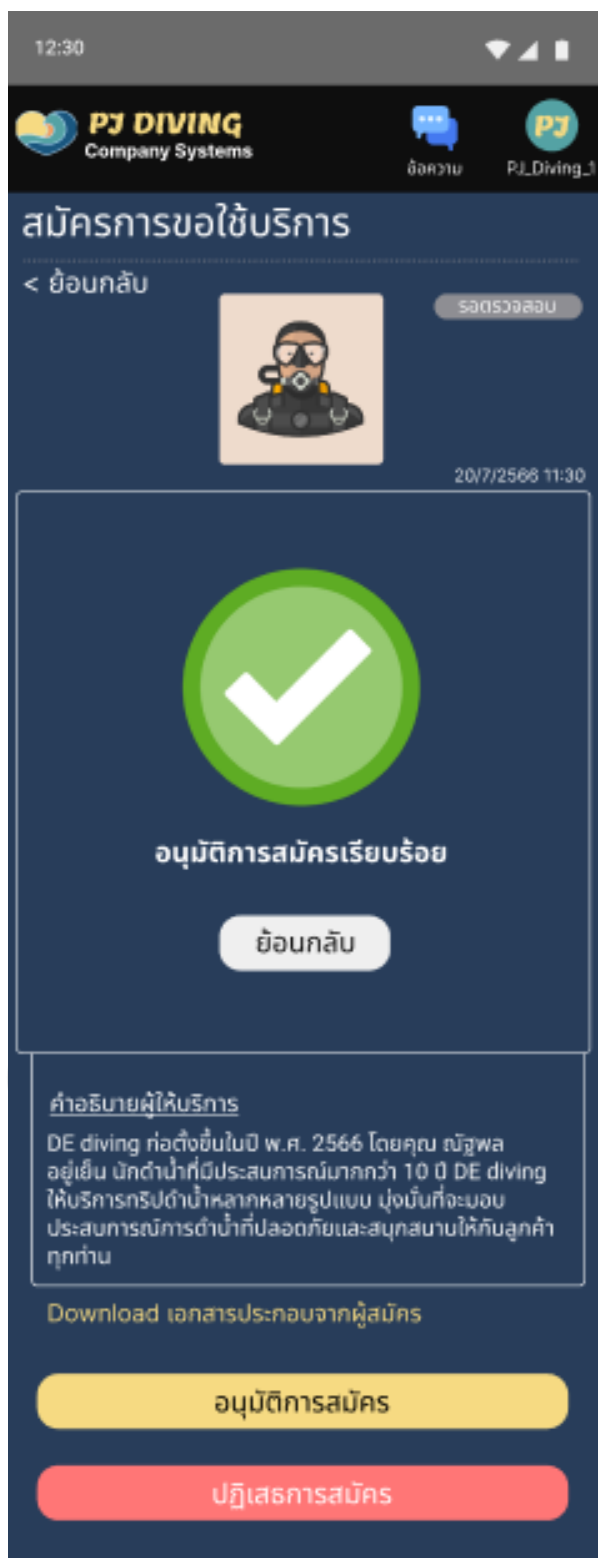 12:30
PJ DIVING
Company Systems
ข้อความ
PJ
PJ_Diving_1
สมัครการขอใช้บริการ
< ย้อนกลับ
รอตรวจสอบ
20/7/2566 11:30
อนุมัติการสมัครเรียบร้อย
ย้อนกลับ
คำอธิบายผู้ให้บริการ
DE diving ก่อตั้งขึ้นในปี พ.ศ. 2566 โดยคุณ ณัฐพล
อยู่เย็น นักดำน้ำที่มีประสบการณ์มากกว่า 10 ปี DE diving
ให้บริการทริปดำน้ำหลากหลายรูปแบบ มุ่งมั่นที่จะมอบ
ประสบการณ์การดำน้ำที่ปลอดภัยและสนุกสนานให้กับลูกค้า
ทุกท่าน
Download เอกสารประกอบจากผู้สมัคร
อนุมัติการสมัคร
ปฏิเสธการสมัคร